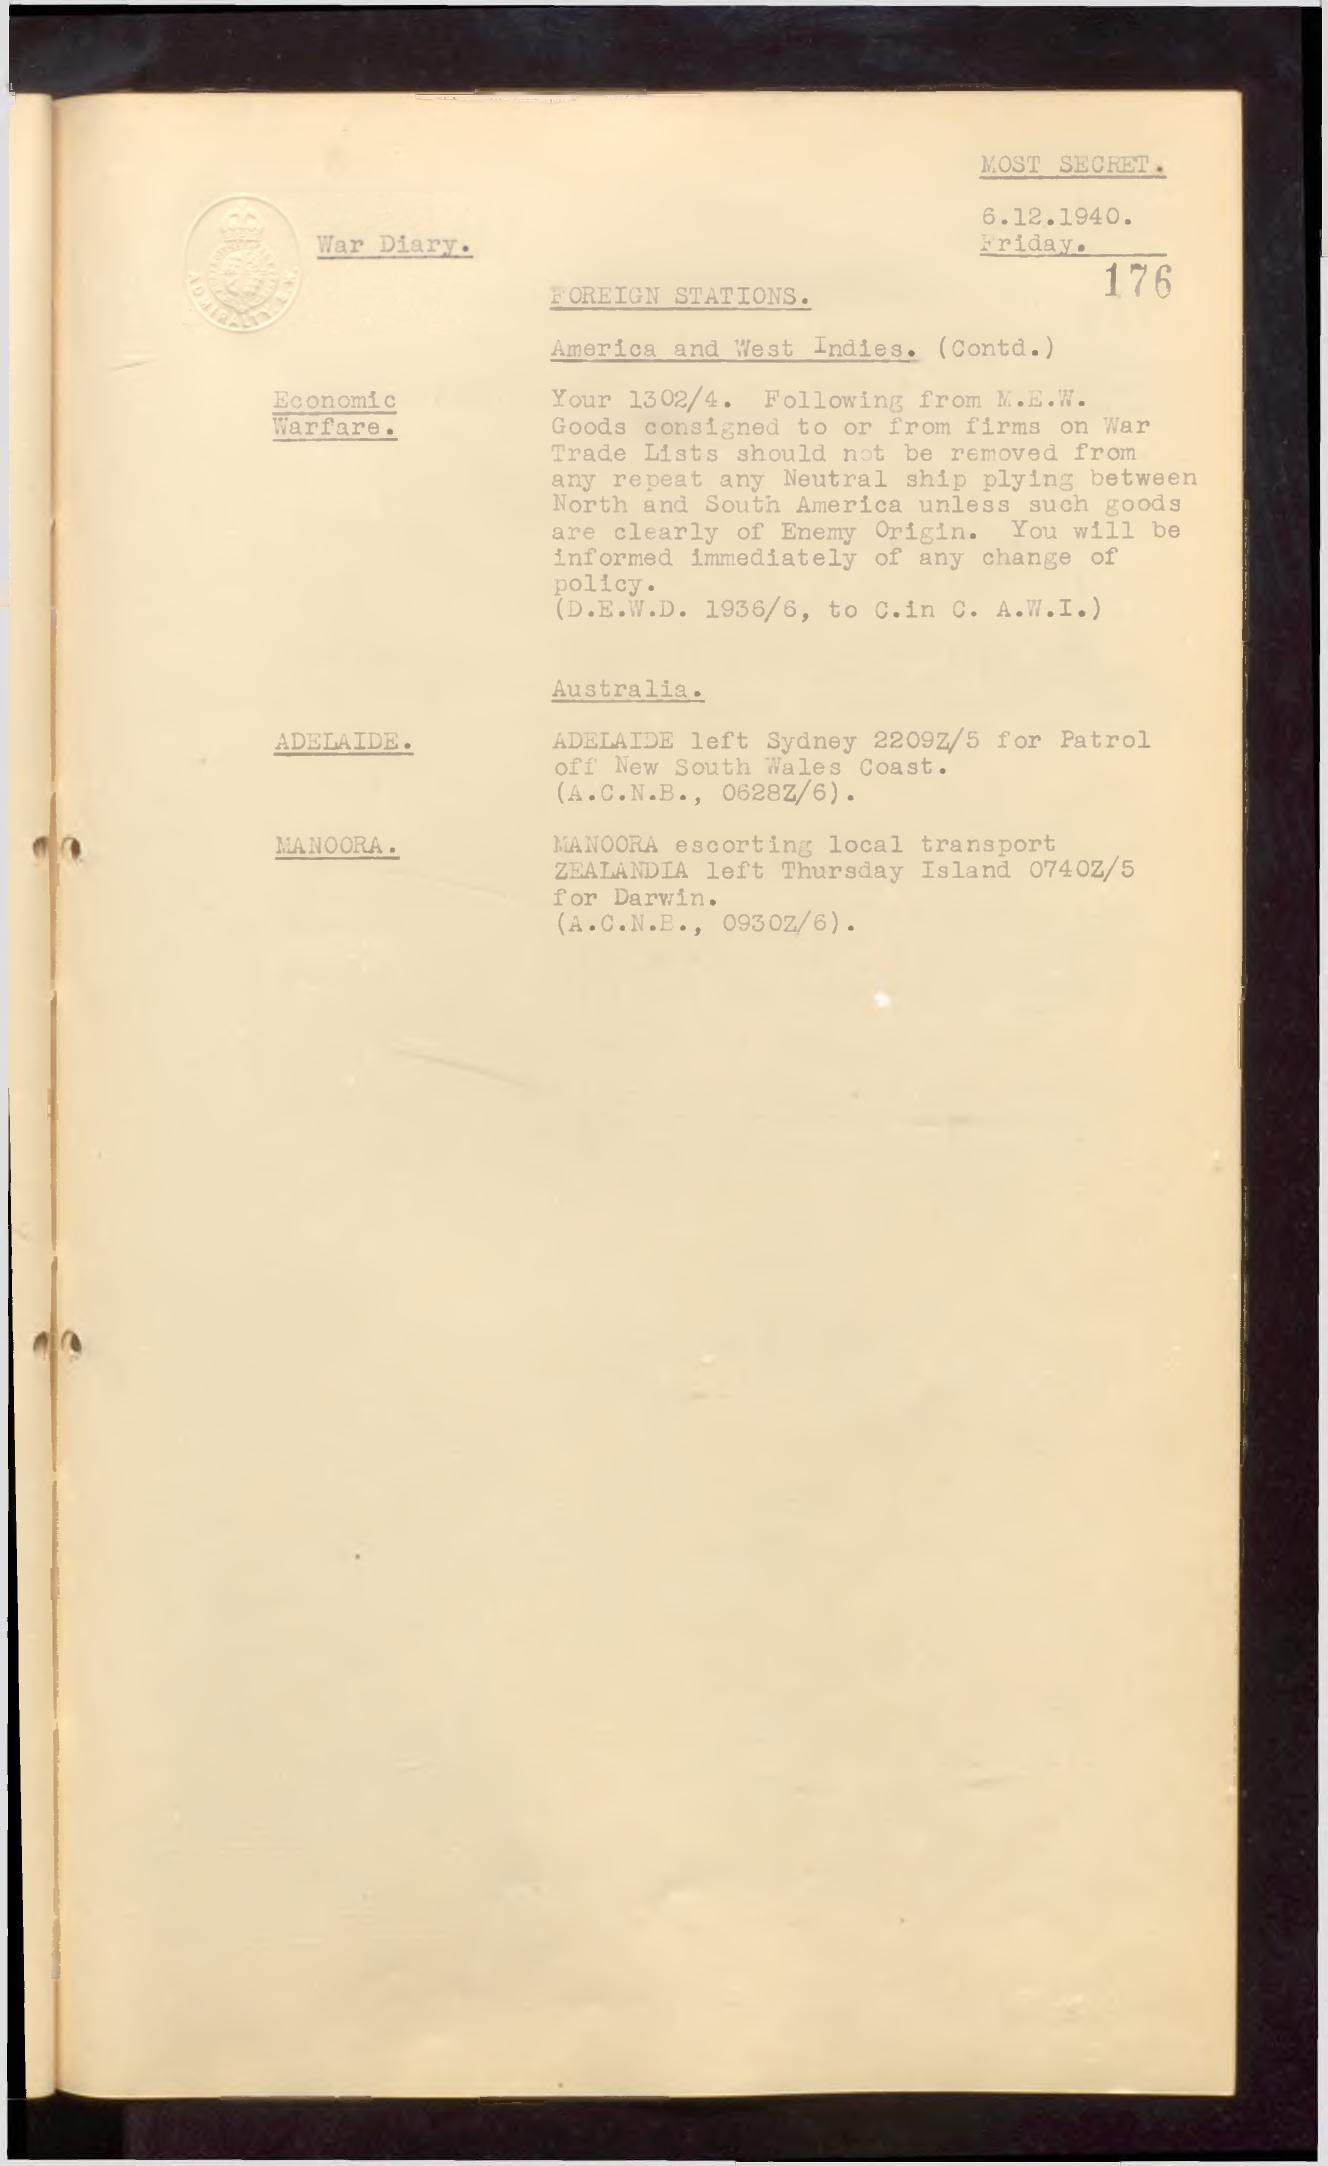 MOST SECRET.
6.12.1940.
Friday.
176
ADMIRALTY.S.W.
War Diary.
FOREIGN STATIONS.
America and West Indies. (Contd.)
Economic
Warfare.
Your 1302/4. Following from M.E.W.
Goods consigned to or from firms on War
Trade Lists should not be removed from
any repeat any Neutral ship plying between
North and South America unless such goods
are clearly of Enemy Origin. You will be
informed immediately of any change of
policy.
(D.E.W.D. 1936/6, to C.in C. A.W.I.)
Australia.
ADELAIDE.
ADELAIDE left Sydney 2209Z/5 for Patrol
off New South Wales Coast.
(A.C.N.B., 0628Z/6).
MANOORA.
MANOORA escorting local transport
ZEALANDIA left Thursday Island 0740Z/5
for Darwin.
(A.C.N.B., 0930Z/6).